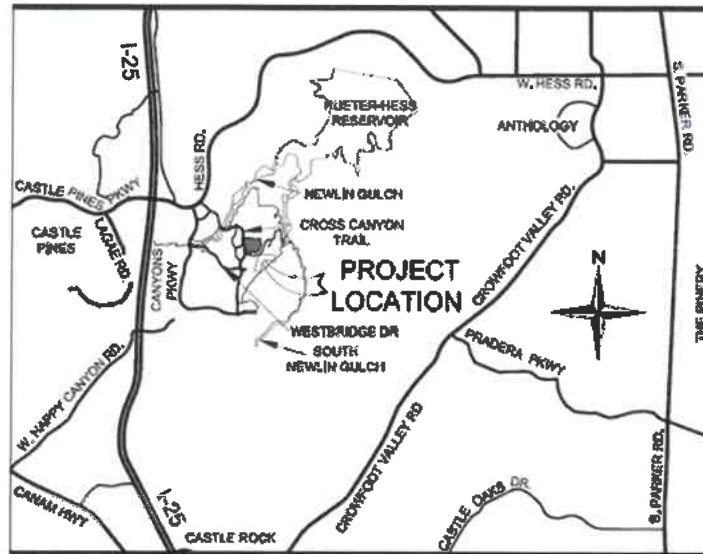 I-25
S. PARKER RD.
W. HESS RD.
RUETER-HESS
RESERVOIR
ANTHOLOGY
HESS RD.
CASTLE PINES PKWY
NEWLIN GULCH
CROSS CANYON
TRAIL
CASTLE
PINES
LAGAE RD.
CANYONS
PKWY
PROJECT
LOCATION
CROWFOOT VALLEY RD.
N
THE PINERY
WESTBRIDGE DR
SOUTH
NEWLIN GULCH
PRADERA PKWY
W. HAPPY CANYON RD.
CANAM HWY
I-25
CASTLE ROCK
CROWFOOT VALLEY RD
CASTLE OAKS DR.
S. PARKER RD.